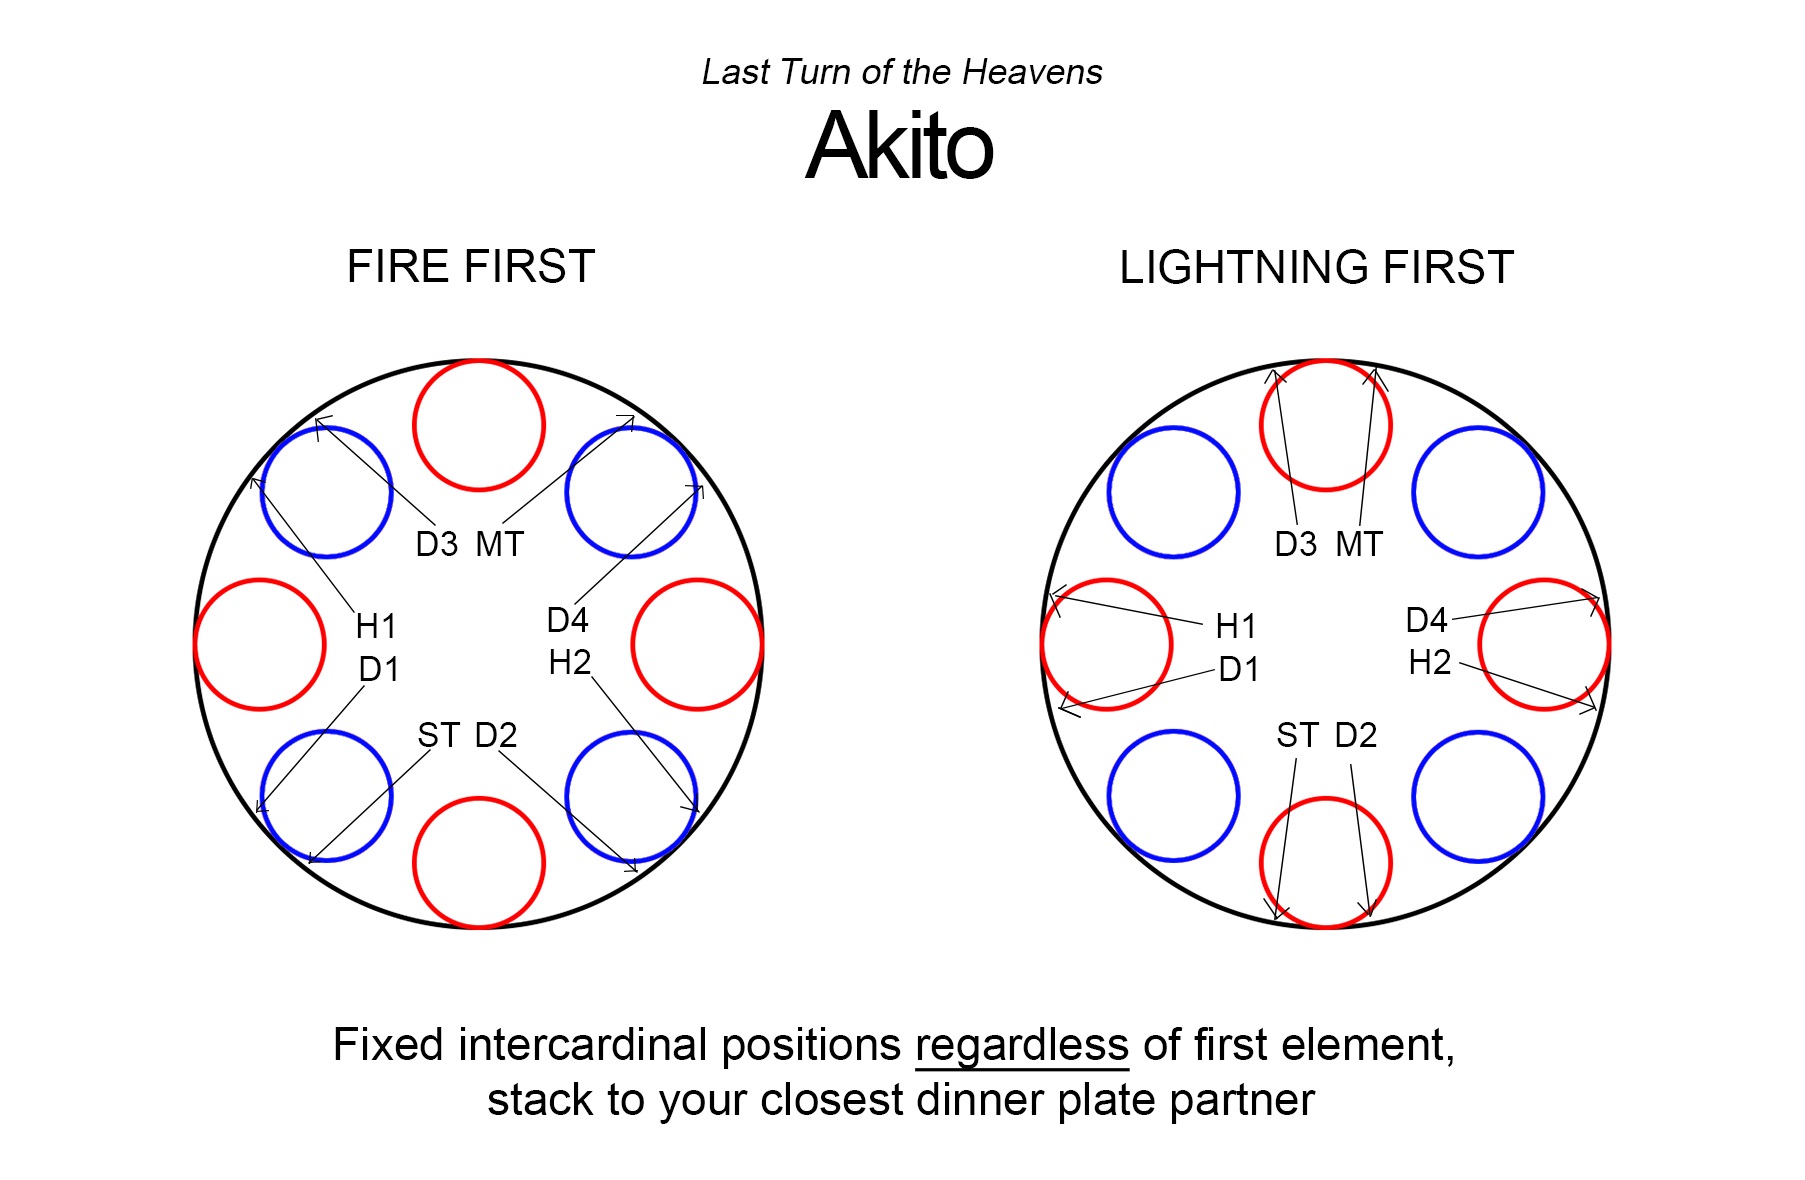 Last Turn of the Heavens
Akito
FIRE FIRST
D3 MT
H1
D1
D4
H2
ST D2
LIGHTNING FIRST
D3 MT
H1
D1
D4
H2
ST D2
Fixed intercardinal positions regardless of first element,
stack to your closest dinner plate partner